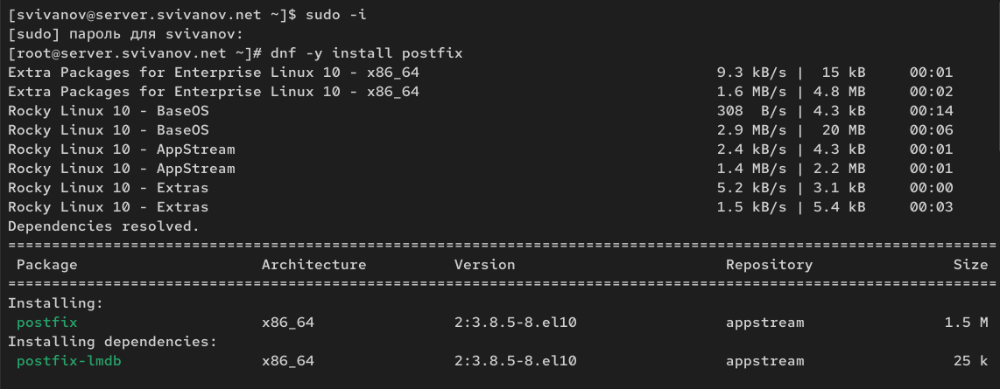 [svivanov@server.svivanov.net ~]$ sudo -i
[sudo] пароль для svivanov:
[root@server.svivanov.net ~]# dnf -y install postfix
Extra Packages for Enterprise Linux 10 - x86_64                                  9.3 kB/s |  15 kB     00:01
Extra Packages for Enterprise Linux 10 - x86_64                                  1.6 MB/s | 4.8 MB     00:02
Rocky Linux 10 - BaseOS                                                          308  B/s | 4.3 kB     00:14
Rocky Linux 10 - BaseOS                                                          2.9 MB/s |  20 MB     00:06
Rocky Linux 10 - AppStream                                                       2.4 kB/s | 4.3 kB     00:01
Rocky Linux 10 - AppStream                                                       1.4 MB/s | 2.2 MB     00:01
Rocky Linux 10 - Extras                                                          5.2 kB/s | 3.1 kB     00:00
Rocky Linux 10 - Extras                                                          1.5 kB/s | 5.4 kB     00:03
Dependencies resolved.
=================================================================================================================
 Package                     Architecture          Version                        Repository                Size
=================================================================================================================
Installing:
 postfix                     x86_64                2:3.8.5-8.el10                 appstream                1.5 M
Installing dependencies:
 postfix-lmdb                x86_64                2:3.8.5-8.el10                 appstream                 25 k